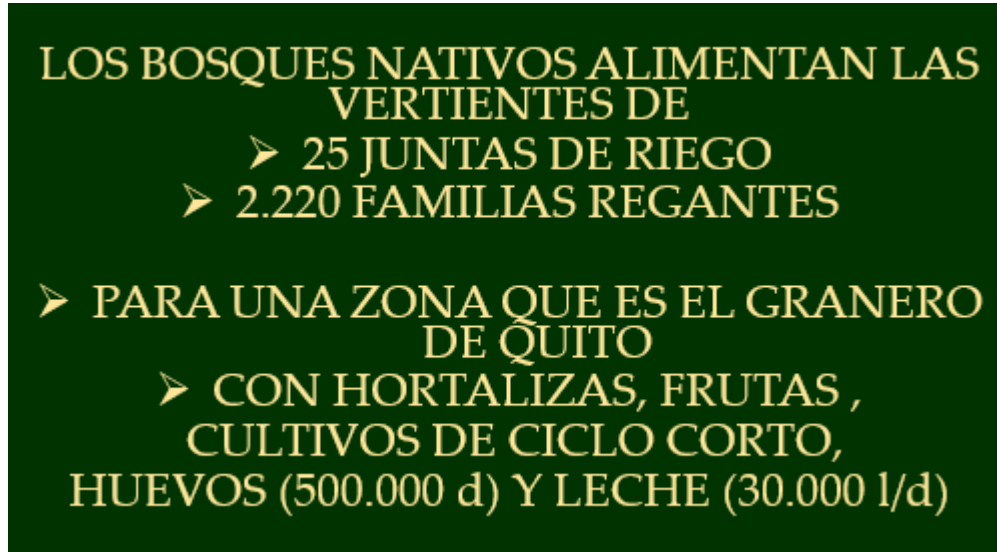 LOS BOSQUES NATIVOS ALIMENTAN LAS
VERTIENTES DE
➢ 25 JUNTAS DE RIEGO
➢ 2.220 FAMILIAS REGANTES
➢ PARA UNA ZONA QUE ES EL GRANERO
DE QUITO
➢ CON HORTALIZAS, FRUTAS ,
CULTIVOS DE CICLO CORTO,
HUEVOS (500.000 d) Y LECHE (30.000 l/d)